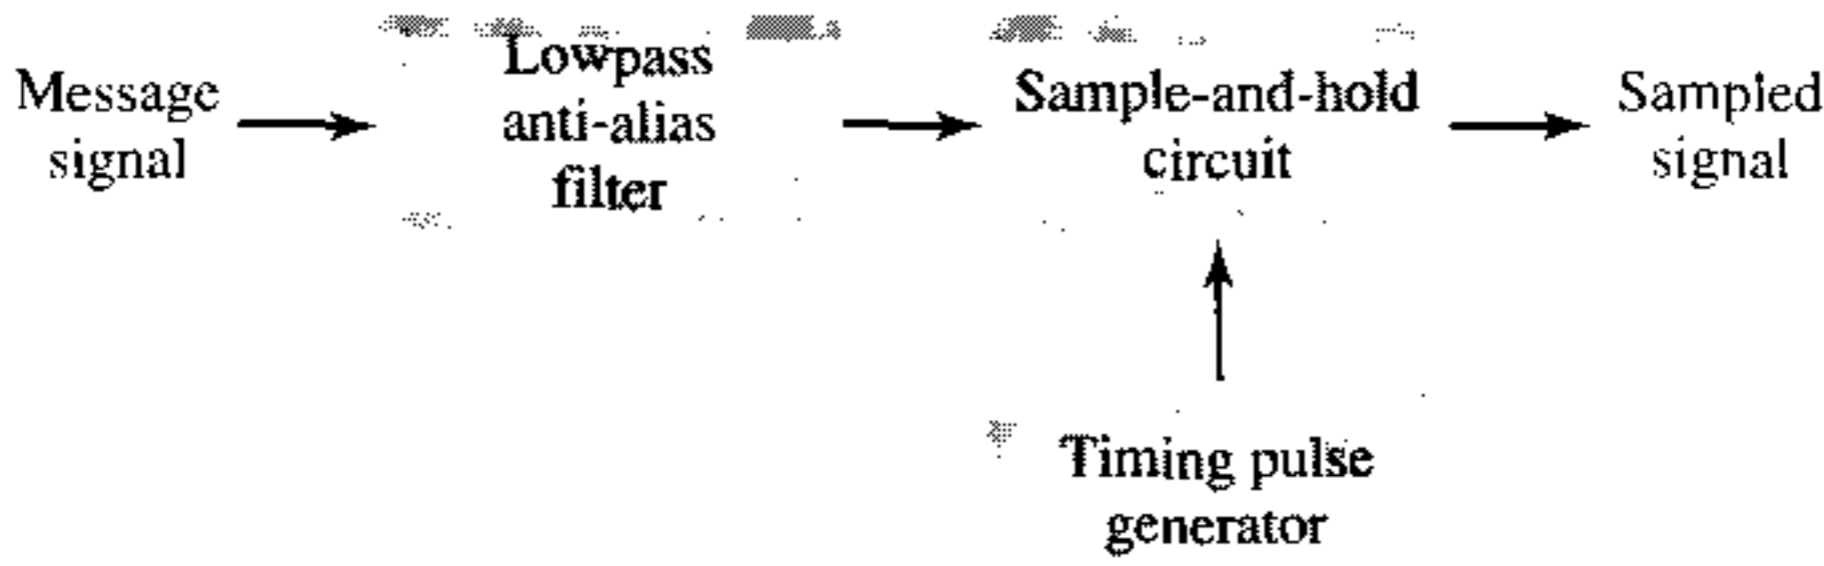 Message
signal
Lowpass
anti-alias
filter
Sample-and-hold
circuit
Sampled
signal
Timing pulse
generator